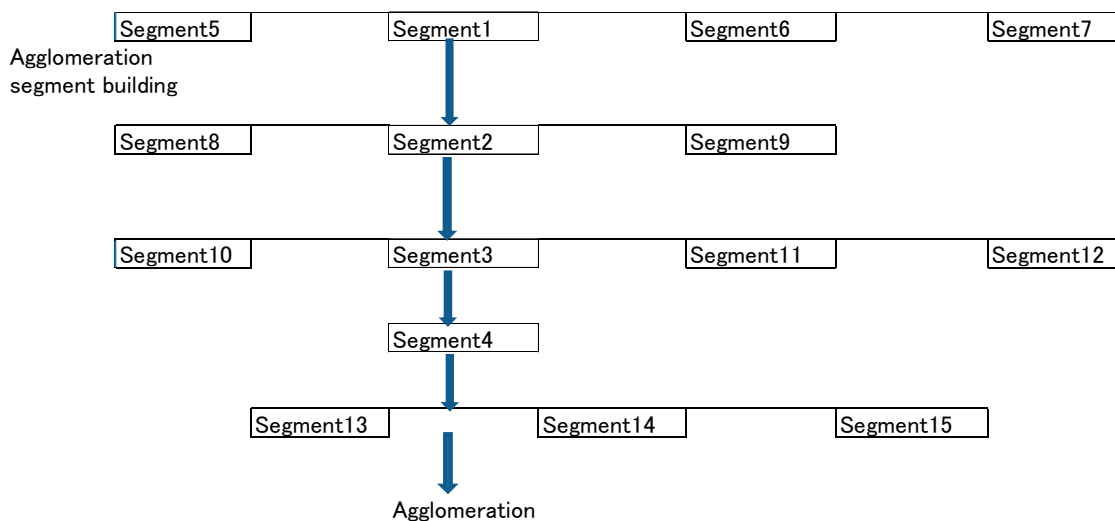 Segment5 Segment1 Segment6 Segment7
Agglomeration
segment building
Segment8 Segment2 Segment9
Segment10 Segment3 Segment11 Segment12
Segment4
Segment13 Segment14 Segment15
Agglomeration